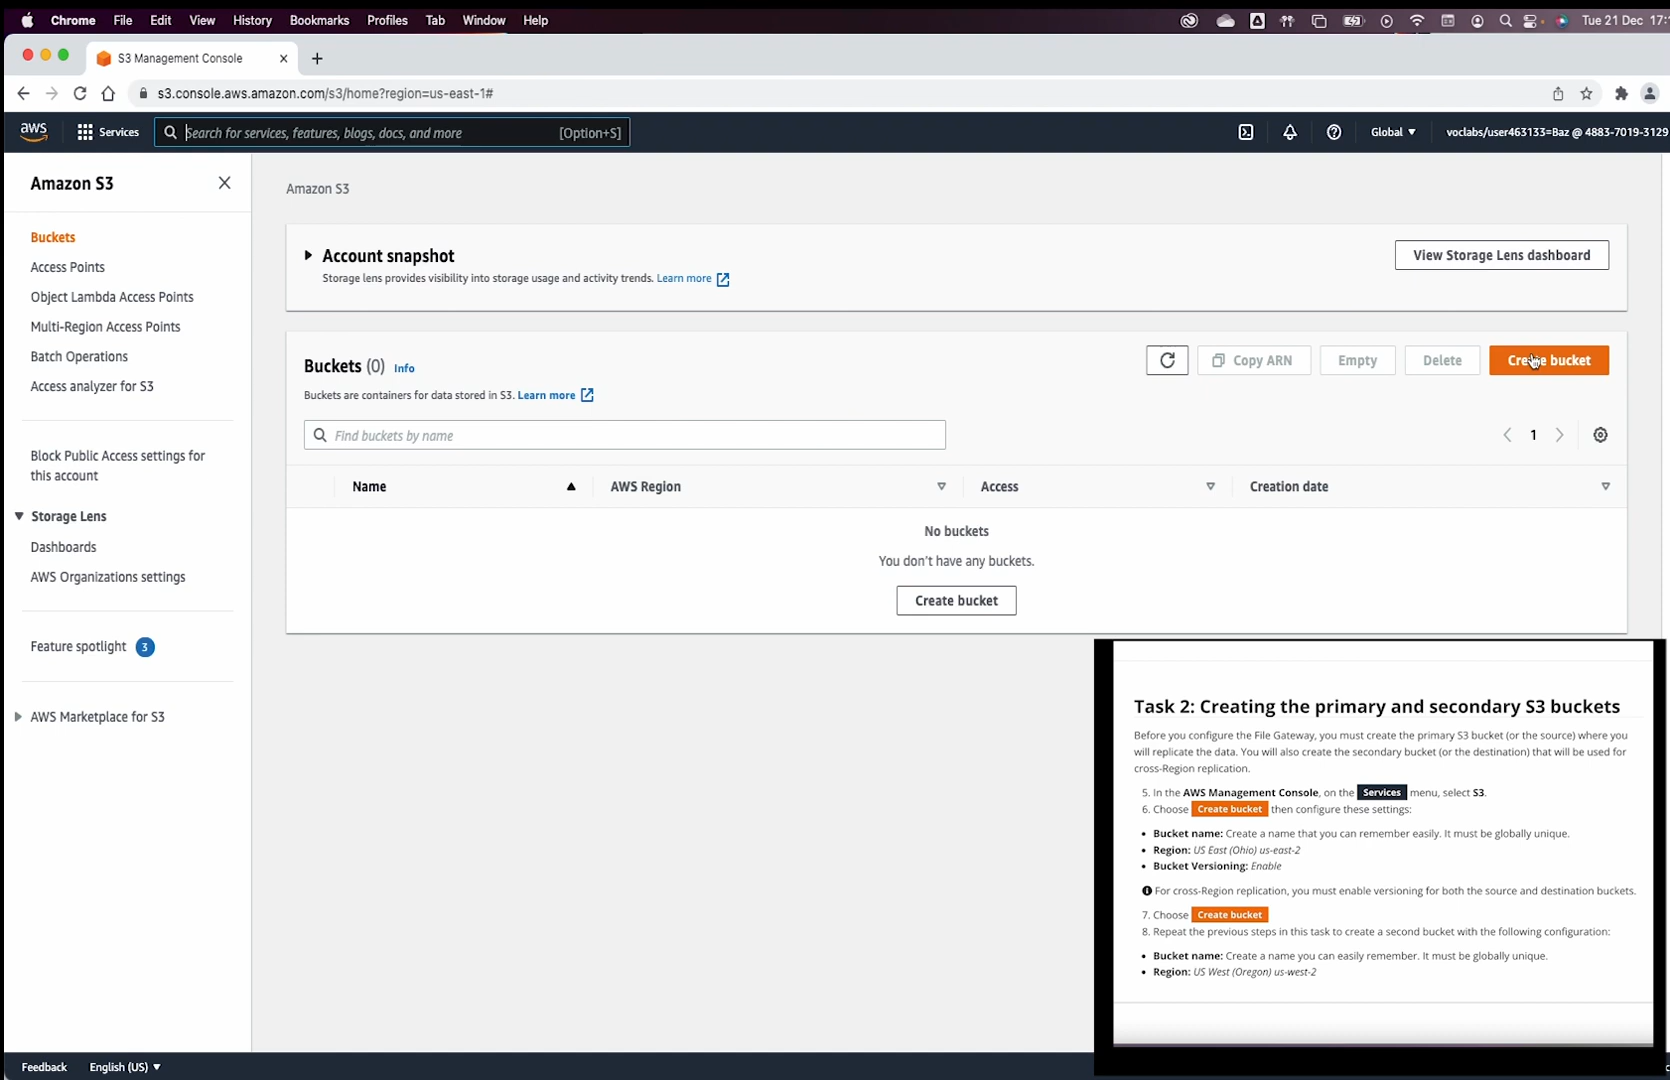 Chrome File Edit View History Bookmarks Profiles Tab Window Help
Tue 21 Dec
S3 Management Console
s3.console.aws.amazon.com/s3/home?region=us-east-1#
aws Services Search for services, features, blogs, docs, and more [Option+S] Global voclabs/user463133=Baz @ 4883-7019-3129
Amazon S3
Buckets
Access Points
Object Lambda Access Points
Multi-Region Access Points
Batch Operations
Access analyzer for S3
Block Public Access settings for
this account
Storage Lens
Dashboards
AWS Organizations settings
Feature spotlight 3
AWS Marketplace for S3
Amazon S3
Account snapshot
View Storage Lens dashboard
Storage lens provides visibility into storage usage and activity trends. Learn more
Buckets (0) Info
Copy ARN Empty Delete Create bucket
Buckets are containers for data stored in S3. Learn more
Find buckets by name
1
Name AWS Region Access Creation date
No buckets
You don't have any buckets.
Create bucket
Task 2: Creating the primary and secondary S3 buckets
Before you configure the File Gateway, you must create the primary S3 bucket (or the source) where you
will replicate the data. You will also create the secondary bucket (or the destination) that will be used for
cross-Region replication.
5. In the AWS Management Console, on the Services menu, select S3.
6. Choose Create bucket then configure these settings:
• Bucket name: Create a name that you can remember easily. It must be globally unique.
• Region: US East (Ohio) us-east-2
• Bucket Versioning: Enable
For cross-Region replication, you must enable versioning for both the source and destination buckets.
7. Choose Create bucket
8. Repeat the previous steps in this task to create a second bucket with the following configuration:
• Bucket name: Create a name you can easily remember. It must be globally unique.
• Region: US West (Oregon) us-west-2
Feedback English (US)